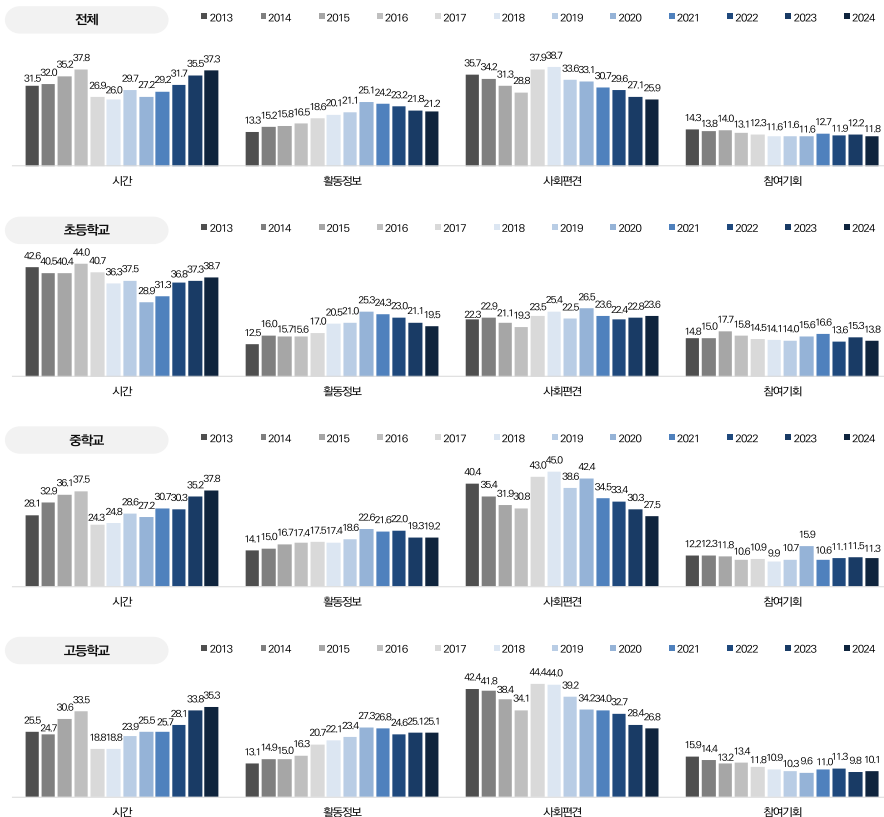 전체
2013 2014 2015 2016 2017 2018 2019 2020 2021 2022 2023 2024
31.5 32.0 35.2 37.8 26.9 26.0 29.7 27.2 29.2 31.7 35.5 37.3
13.3 15.2 15.8 16.5 18.6 20.1 21.1 25.1 24.2 23.2 21.8 21.2
35.7 34.2 31.3 28.8 37.9 38.7 33.6 33.1 30.7 29.6 27.1 25.9
14.3 13.8 14.0 13.1 12.3 11.6 11.6 11.6 12.7 11.9 12.2 11.8
시간 활동정보 사회편견 참여기회
초등학교
2013 2014 2015 2016 2017 2018 2019 2020 2021 2022 2023 2024
42.6 40.5 40.4 44.0 40.7 36.3 37.5 28.9 31.3 36.8 37.3 38.7
12.5 16.0 15.7 15.6 17.0 20.5 21.0 25.3 24.3 23.0 21.1 19.5
22.3 22.9 21.1 19.3 23.5 25.4 22.5 26.5 23.6 22.4 22.8 23.6
14.8 15.0 17.7 15.8 14.5 14.1 14.0 15.6 16.6 13.6 15.3 13.8
시간 활동정보 사회편견 참여기회
중학교
2013 2014 2015 2016 2017 2018 2019 2020 2021 2022 2023 2024
28.1 32.9 36.1 37.5 24.3 24.8 28.6 27.2 30.7 30.3 35.2 37.8
14.1 15.0 16.7 17.4 17.5 17.4 18.6 22.6 21.6 22.0 19.3 19.2
40.4 35.4 31.9 30.8 43.0 45.0 38.6 42.4 34.5 33.4 30.3 27.5
12.2 12.3 11.8 10.6 10.9 9.9 10.7 15.9 10.6 11.1 11.5 11.3
시간 활동정보 사회편견 참여기회
고등학교
2013 2014 2015 2016 2017 2018 2019 2020 2021 2022 2023 2024
25.5 24.7 30.6 33.5 18.8 18.8 23.9 25.5 25.7 28.1 33.8 35.3
13.1 14.9 15.0 16.3 20.7 22.1 23.4 27.3 26.8 24.6 25.1 25.1
42.4 41.8 38.4 34.1 44.4 44.0 39.2 34.2 34.0 32.7 28.4 26.8
15.9 14.4 13.2 13.4 11.8 10.9 10.3 9.6 11.0 11.3 9.8 10.1
시간 활동정보 사회편견 참여기회